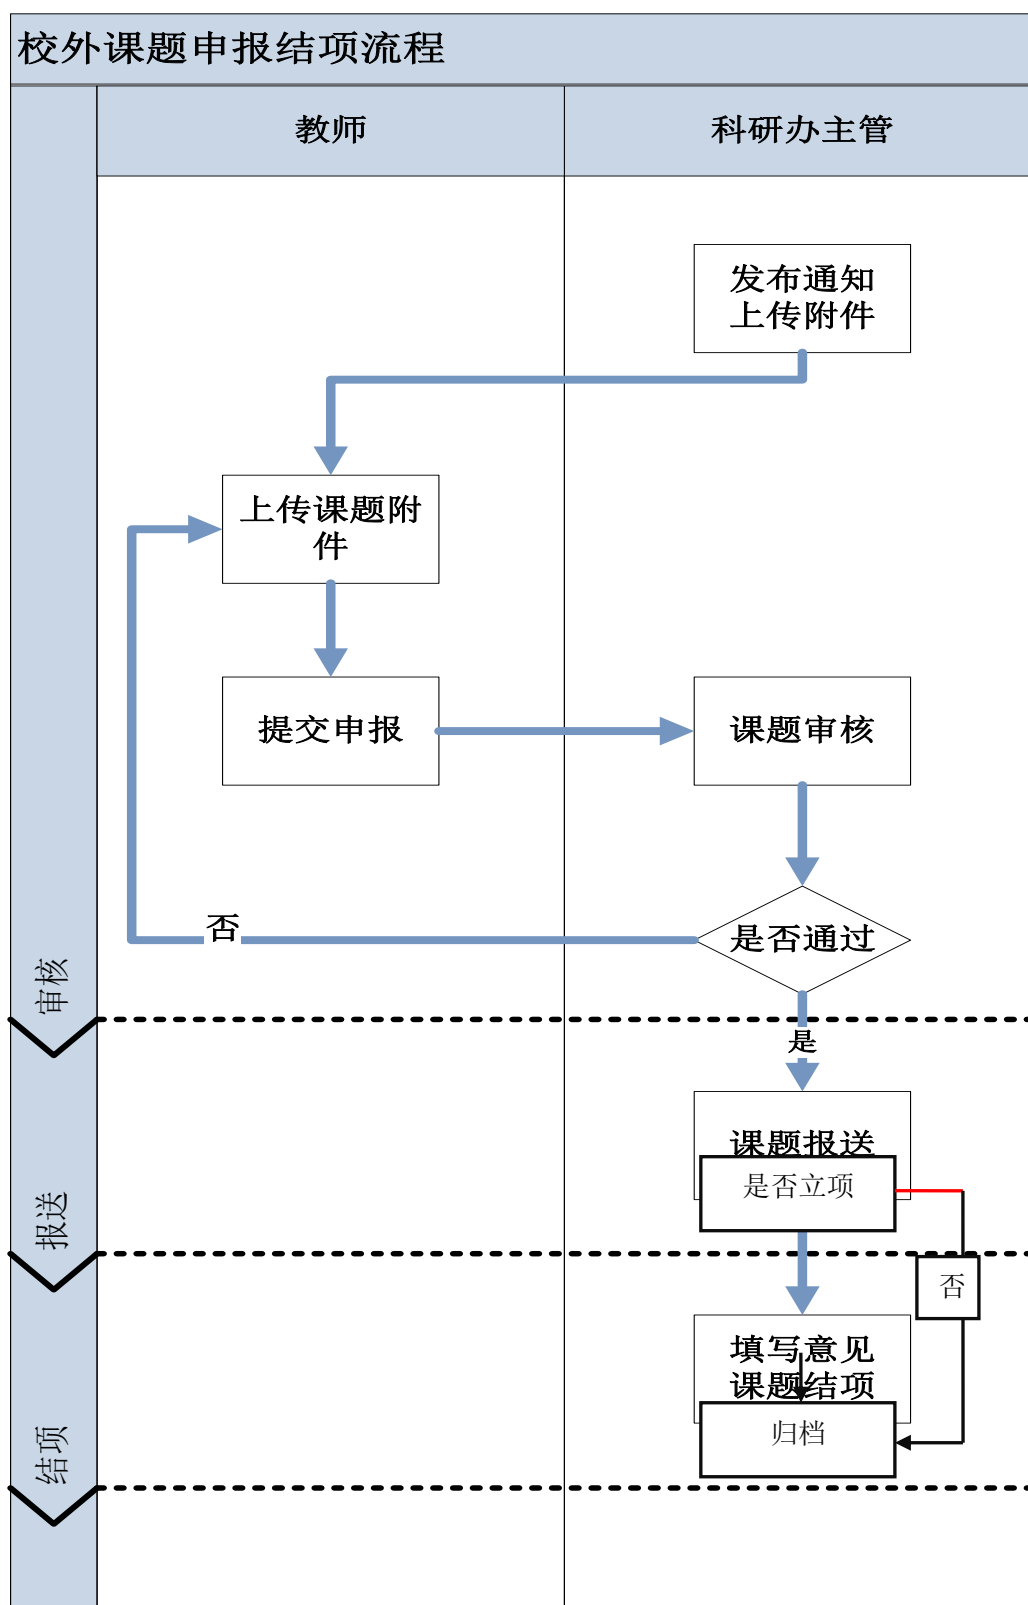 校外课题申报结项流程
教师
科研办主管
发布通知
上传附件
上传课题附
件
提交申报
课题审核
否
是否通过
审核
是
课题报送
是否立项
报送
否
填写意见
课题结项
归档
结项